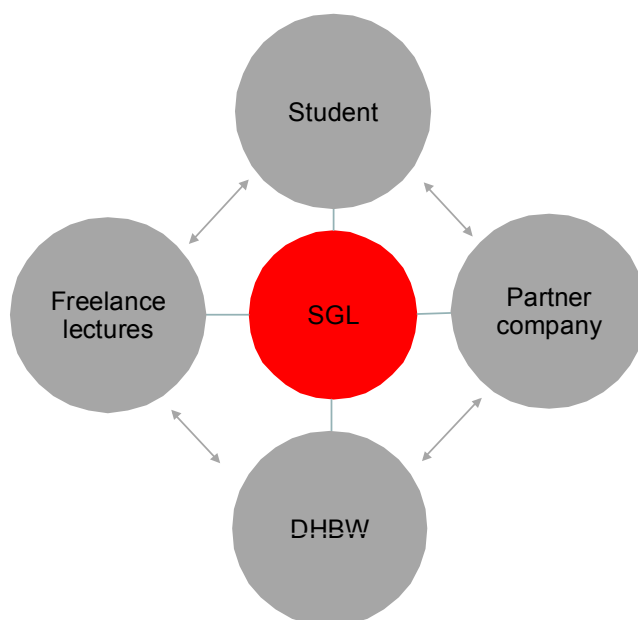 Student
Freelance
lectures
SGL
Partner
company
DHBW